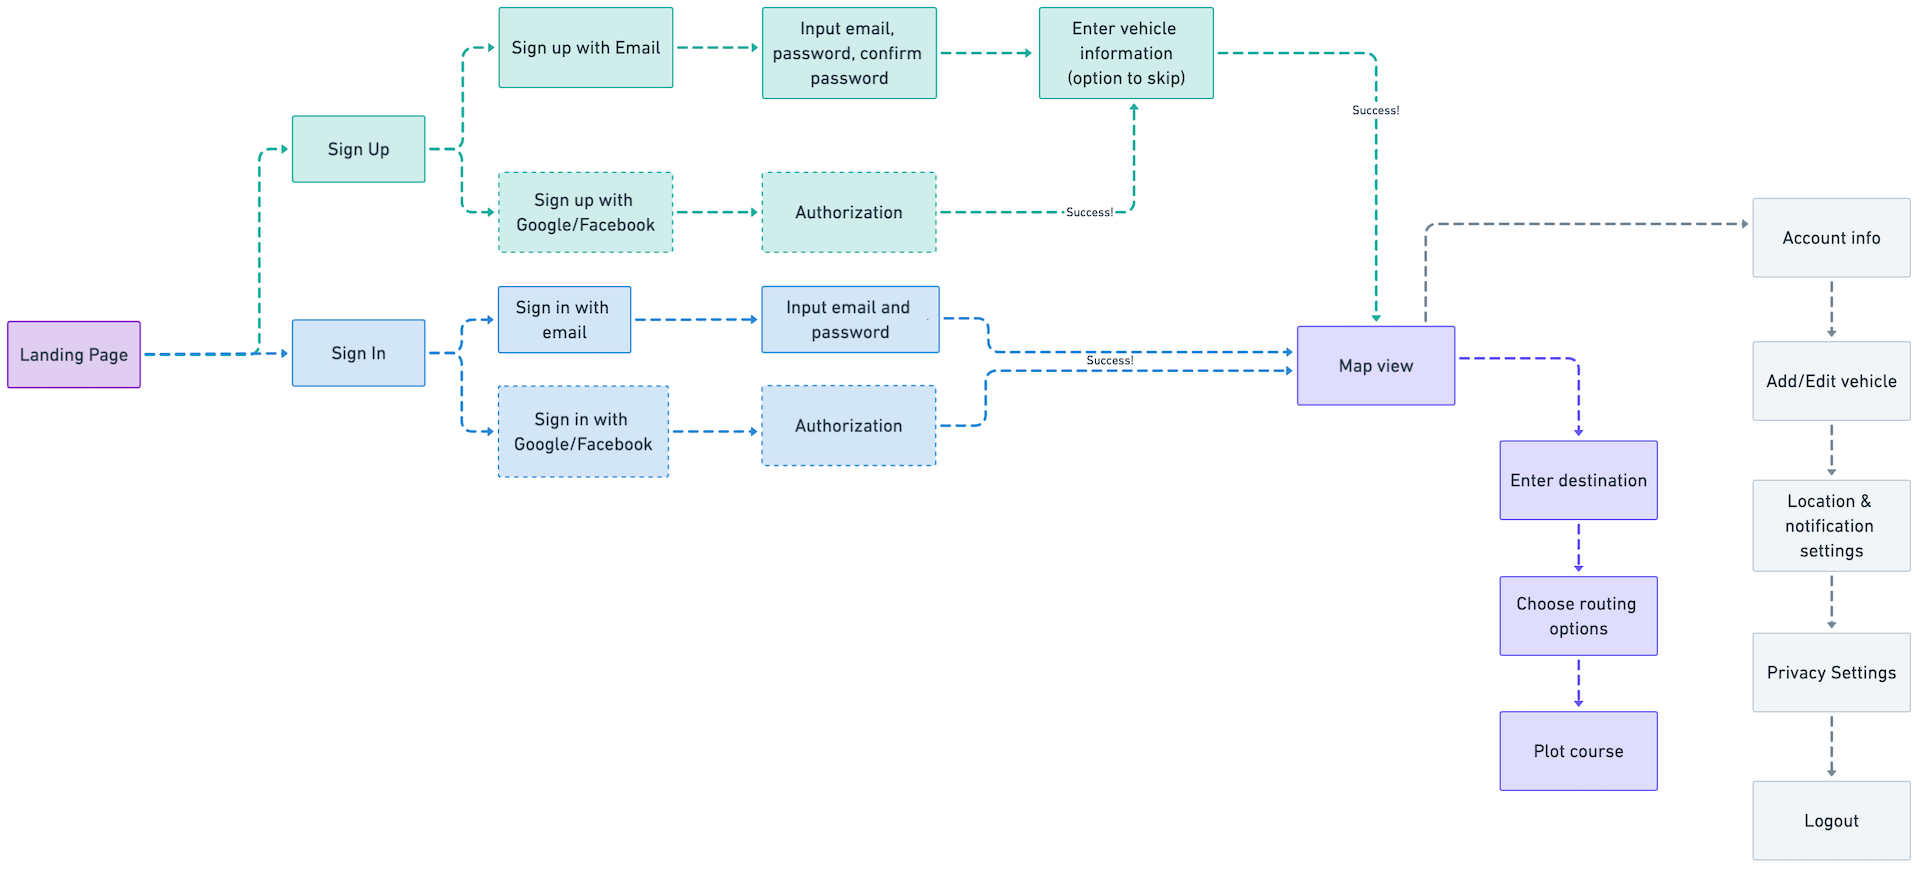 Sign up with Email
Input email,
password, confirm
password
Enter vehicle
information
(option to skip)
Success!
Sign Up
Sign up with
Google/Facebook
Authorization
Success!
Landing Page
Sign In
Sign in with
email
Input email and
password
Success!
Sign in with
Google/Facebook
Authorization
Map view
Enter destination
Choose routing
options
Plot course
Account info
Add/Edit vehicle
Location &
notification
settings
Privacy Settings
Logout